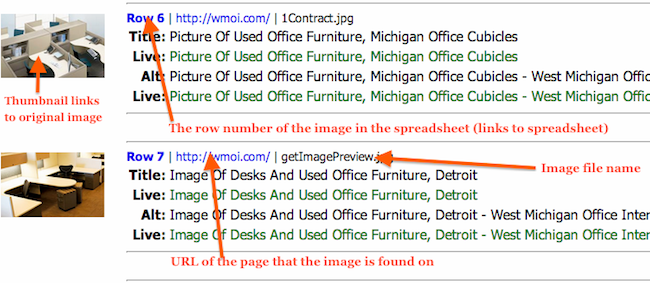 Row 6 | http://wmoi.com/ | 1Contract.jpg
Title: Picture Of Used Office Furniture, Michigan Office Cubicles
Live: Picture Of Used Office Furniture, Michigan Office Cubicles
Alt: Picture Of Used Office Furniture, Michigan Office Cubicles - West Michigan Office
Live: Picture Of Used Office Furniture, Michigan Office Cubicles - West Michigan Office
Thumbnail links
to original image
The row number of the image in the spreadsheet (links to spreadsheet)
Row 7 | http://wmoi.com/ | getImagePreview.jpg
Image file name
Title: Image Of Desks And Used Office Furniture, Detroit
Live: Image Of Desks And Used Office Furniture, Detroit
Alt: Image Of Desks And Used Office Furniture, Detroit - West Michigan Office Inter
Live: Image Of Desks And Used Office Furniture, Detroit - West Michigan Office Inter
URL of the page that the image is found on